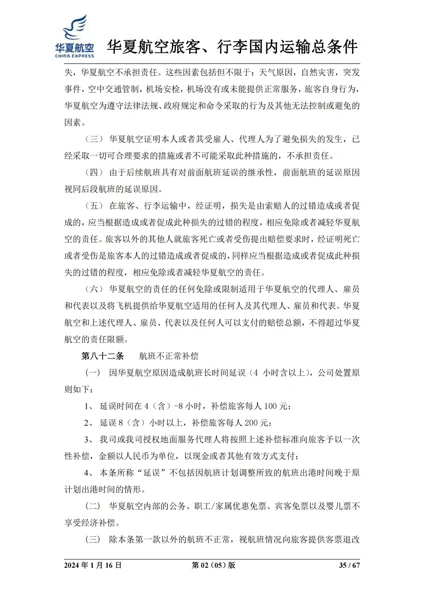 华夏航空
CHINA EXPRESS
华夏航空旅客、行李国内运输总条件
失，华夏航空不承担责任。这些因素包括但不限于：天气原因，自然灾害，突发
事件，空中交通管制，机场安检，机场没有或未能提供正常服务，旅客自身行为，
华夏航空为遵守法律法规、政府规定和命令采取的行为及其他无法控制或避免的
因素。
（三） 华夏航空证明本人或者其受雇人、代理人为了避免损失的发生，已
经采取一切可合理要求的措施或者不可能采取此种措施的，不承担责任。
（四） 由于后续航班具有对前面航班延误的继承性，前面航班的延误原因
视同后段航班的延误原因。
（五） 在旅客、行李运输中，经证明，损失是由索赔人的过错造成或者促
成的，应当根据造成或者促成此种损失的过错的程度，相应免除或者减轻华夏航
空的责任。旅客以外的其他人就旅客死亡或者受伤提出赔偿要求时，经证明死亡
或者受伤是旅客本人的过错造成或者促成的，同样应当根据造成或者促成此种损
失的过错的程度，相应免除或者减轻华夏航空的责任。
（六） 华夏航空的责任的任何免除或限制适用于华夏航空的代理人、雇员
和代表以及将飞机提供给华夏航空适用的任何人及其代理人、雇员和代表。华夏
航空和上述代理人、雇员、代表以及任何人可以支付的赔偿总额，不得超过华夏
航空的责任限额。
第八十二条 航班不正常补偿
（一） 因华夏航空原因造成航班长时间延误（4 小时含以上），公司处置原
则如下：
1、 延误时间在 4（含）-8 小时，补偿旅客每人 100 元；
2、 延误 8（含）小时以上，补偿旅客每人 200 元；
3、 我司或我司授权地面服务代理人将按照上述补偿标准向旅客予以一次
性补偿，金额以人民币为单位，以现金或者其他有效方式支付；
4、 本条所称“延误”不包括因航班计划调整所致的航班出港时间晚于原
计划出港时间的情形。
（二） 华夏航空内部的公务、职工/家属优惠免票、宾客免票以及婴儿票不
享受经济补偿。
（三） 除本条第一款以外的航班不正常，视航班情况向旅客提供客票退改
2024 年 1 月 16 日 第 02（05）版 35 / 67